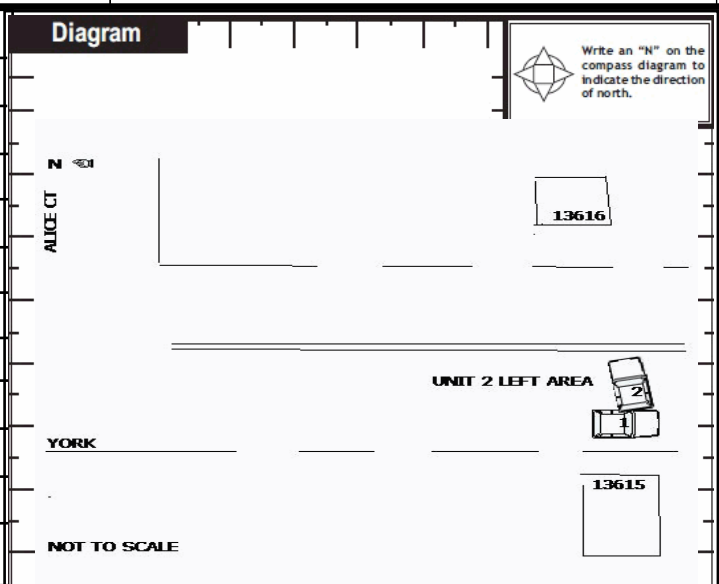 Diagram
Write an “N” on the
compass diagram to
indicate the direction
of north.
N
ALICE CT
13616
UNIT 2 LEFT AREA
2
1
YORK
13615
NOT TO SCALE